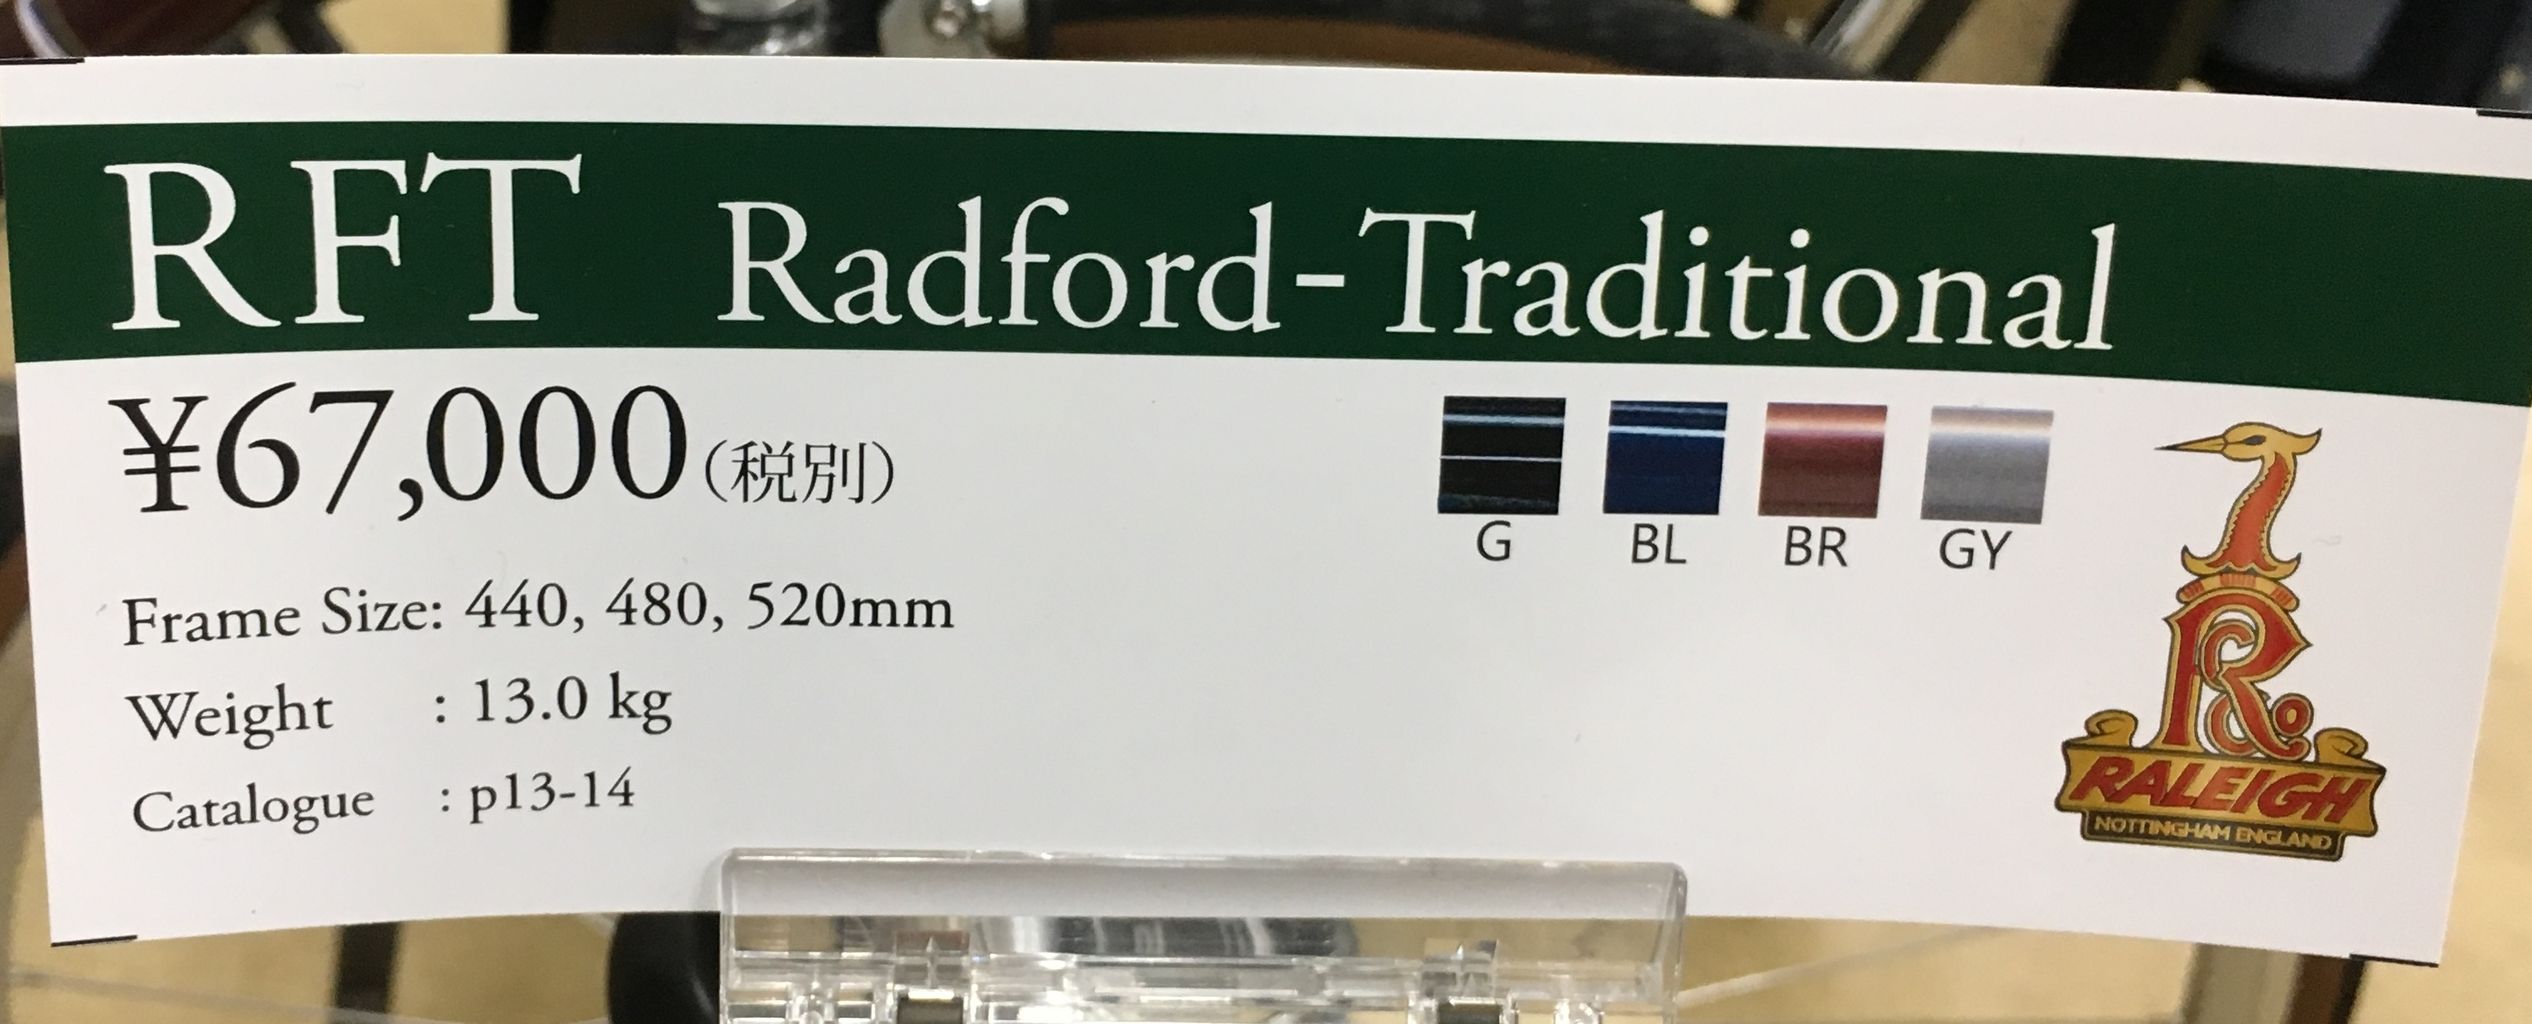 RFT Radford-Traditional
¥67,000(税別)
G BL BR GY
Frame Size: 440, 480, 520mm
Weight : 13.0 kg
Catalogue : p13-14
R Co
RALEIGH
NOTTINGHAM ENGLAND